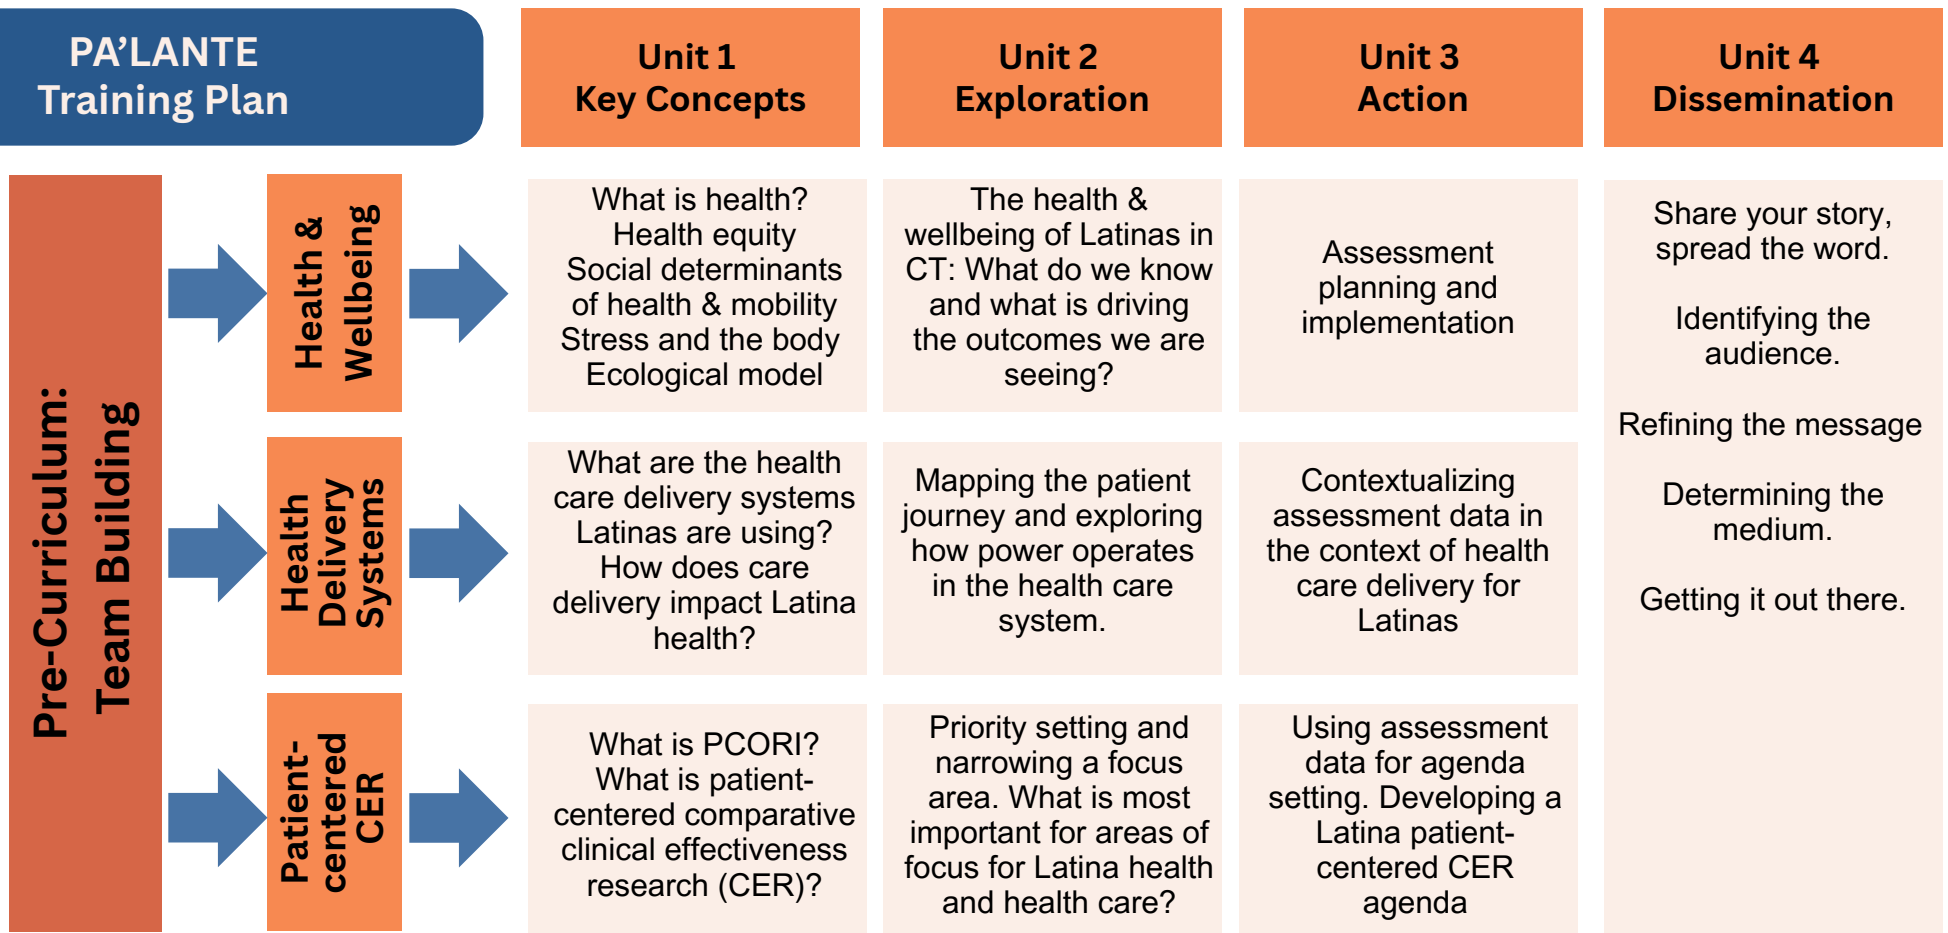 PA’LANTE
Training Plan
Unit 1
Key Concepts
Unit 2
Exploration
Unit 3
Action
Unit 4
Dissemination
Pre-Curriculum:
Team Building
Health &
Wellbeing
What is health?
Health equity
Social determinants
of health & mobility
Stress and the body
Ecological model
The health &
wellbeing of Latinas in
CT: What do we know
and what is driving
the outcomes we are
seeing?
Assessment
planning and
implementation
Share your story,
spread the word.
Identifying the
audience.
Refining the message
Determining the
medium.
Getting it out there.
Health
Delivery
Systems
What are the health
care delivery systems
Latinas are using?
How does care
delivery impact Latina
health?
Mapping the patient
journey and exploring
how power operates
in the health care
system.
Contextualizing
assessment data in
the context of health
care delivery for
Latinas
Patient-
centered
CER
What is PCORI?
What is patient-
centered comparative
clinical effectiveness
research (CER)?
Priority setting and
narrowing a focus
area. What is most
important for areas of
focus for Latina health
and health care?
Using assessment
data for agenda
setting. Developing a
Latina patient-
centered CER
agenda